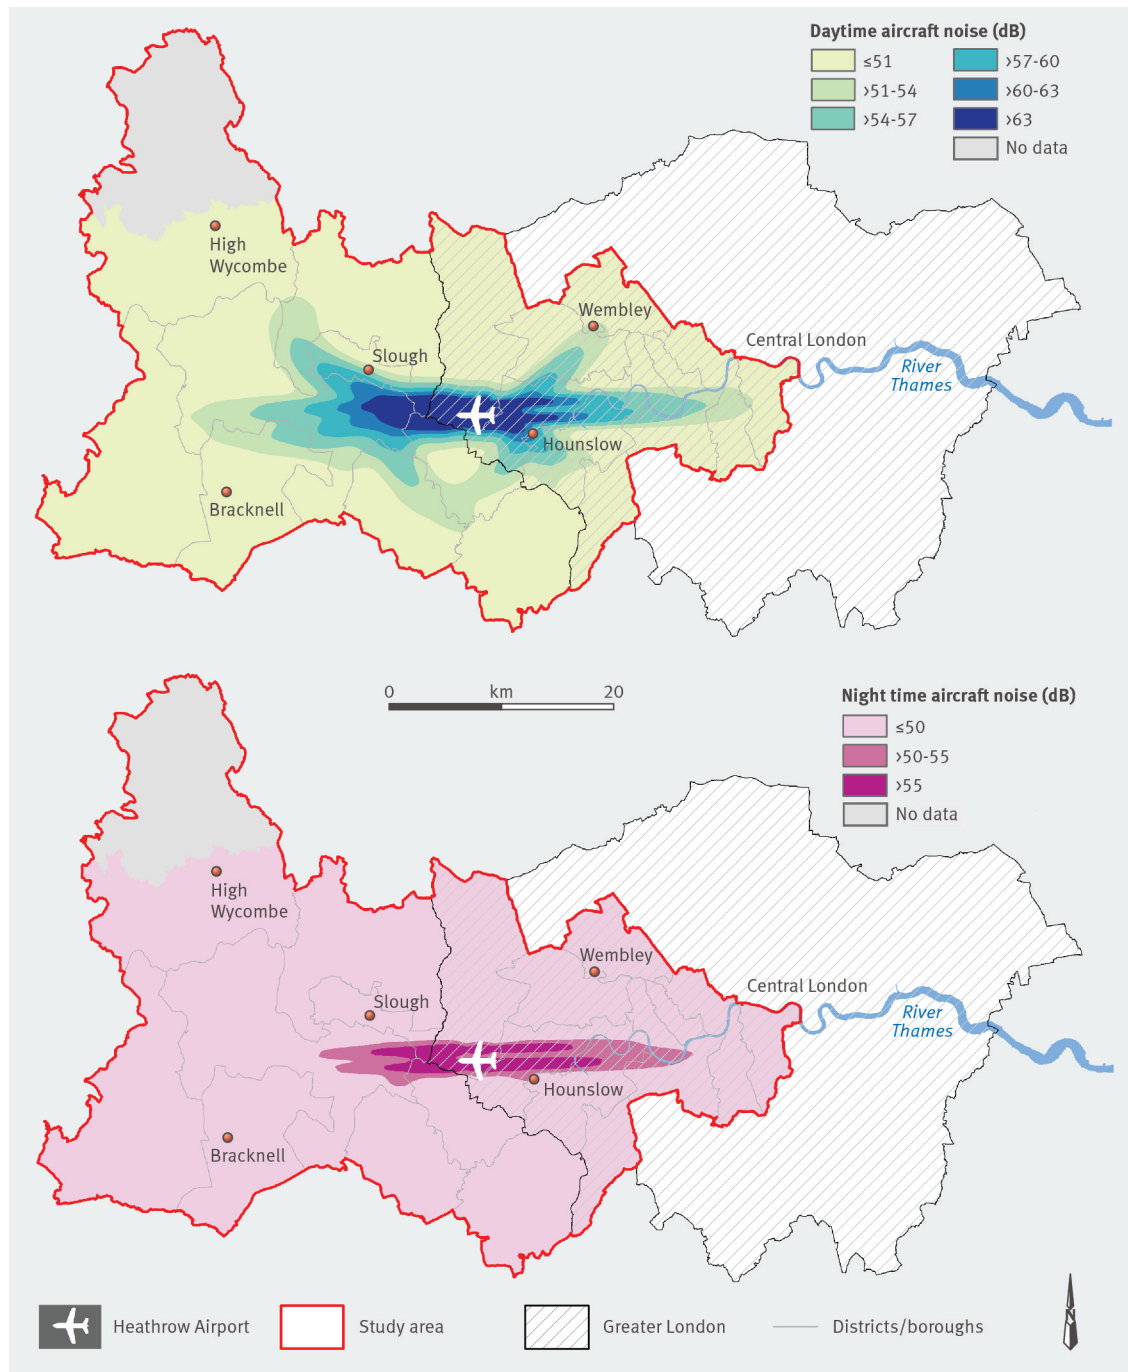 Daytime aircraft noise (dB)
≤51
>51-54
>54-57
>57-60
>60-63
>63
No data
High
Wycombe
Wembley
Slough
Central London
River
Thames
Hounslow
Bracknell
0 km 20
Night time aircraft noise (dB)
≤50
>50-55
>55
No data
High
Wycombe
Wembley
Slough
Central London
River
Thames
Hounslow
Bracknell
Heathrow Airport
Study area
Greater London
Districts/boroughs